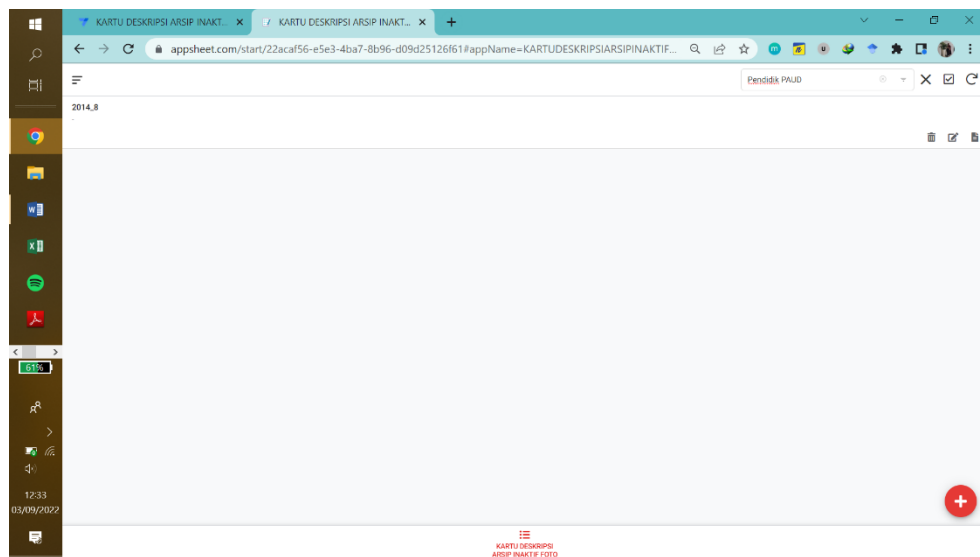 KARTU DESKRIPSI ARSIP INAKT...
KARTU DESKRIPSI ARSIP INAKT...
appsheet.com/start/22acaf56-e5e3-4ba7-8b96-d09d25126f61#appName=KARTUDESKRIPSIARSIPINAKTIF...
Pendidik PAUD
2014_8
61%
12:33
03/09/2022
KARTU DESKRIPSI
ARSIP INAKTIF FOTO